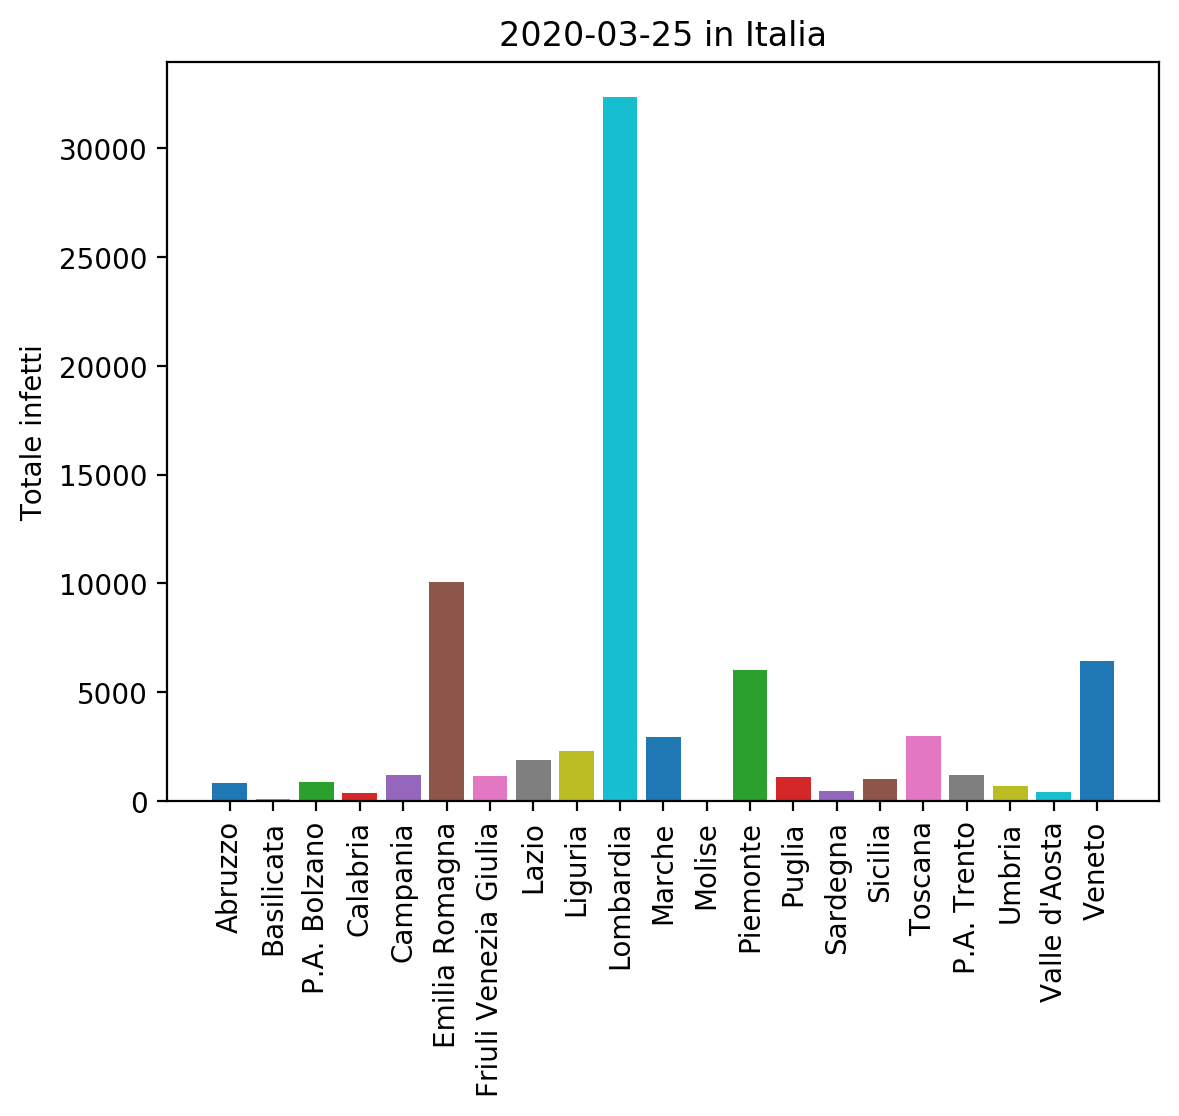 2020-03-25 in Italia
Totale infetti
30000
25000
20000
15000
10000
5000
0
Abruzzo
Basilicata
P.A. Bolzano
Calabria
Campania
Emilia Romagna
Friuli Venezia Giulia
Lazio
Liguria
Lombardia
Marche
Molise
Piemonte
Puglia
Sardegna
Sicilia
Toscana
P.A. Trento
Umbria
Valle d'Aosta
Veneto